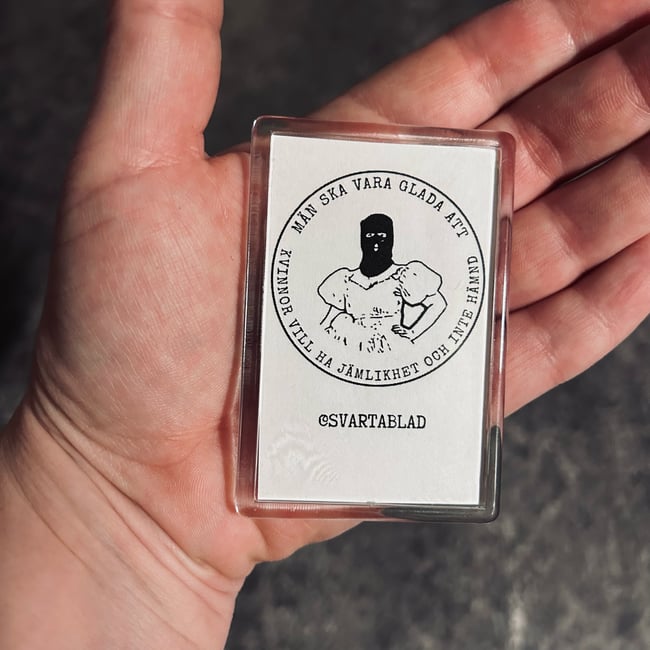 MÄN SKA VARA GLADA ATT
KVINNOR VILL HA JÄMLIKHET OCH INTE HÄMND
©SVARTABLAD